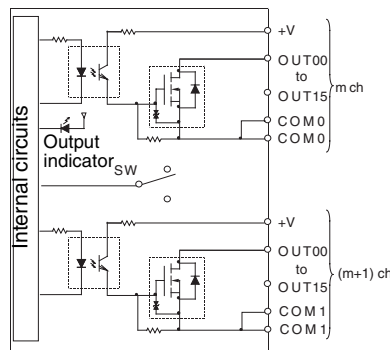 Internal circuits
+V
OUT00
to
OUT15
COM0
COM0
m ch
Output
indicator
SW
+V
OUT00
to
OUT15
COM1
COM1
(m+1) ch